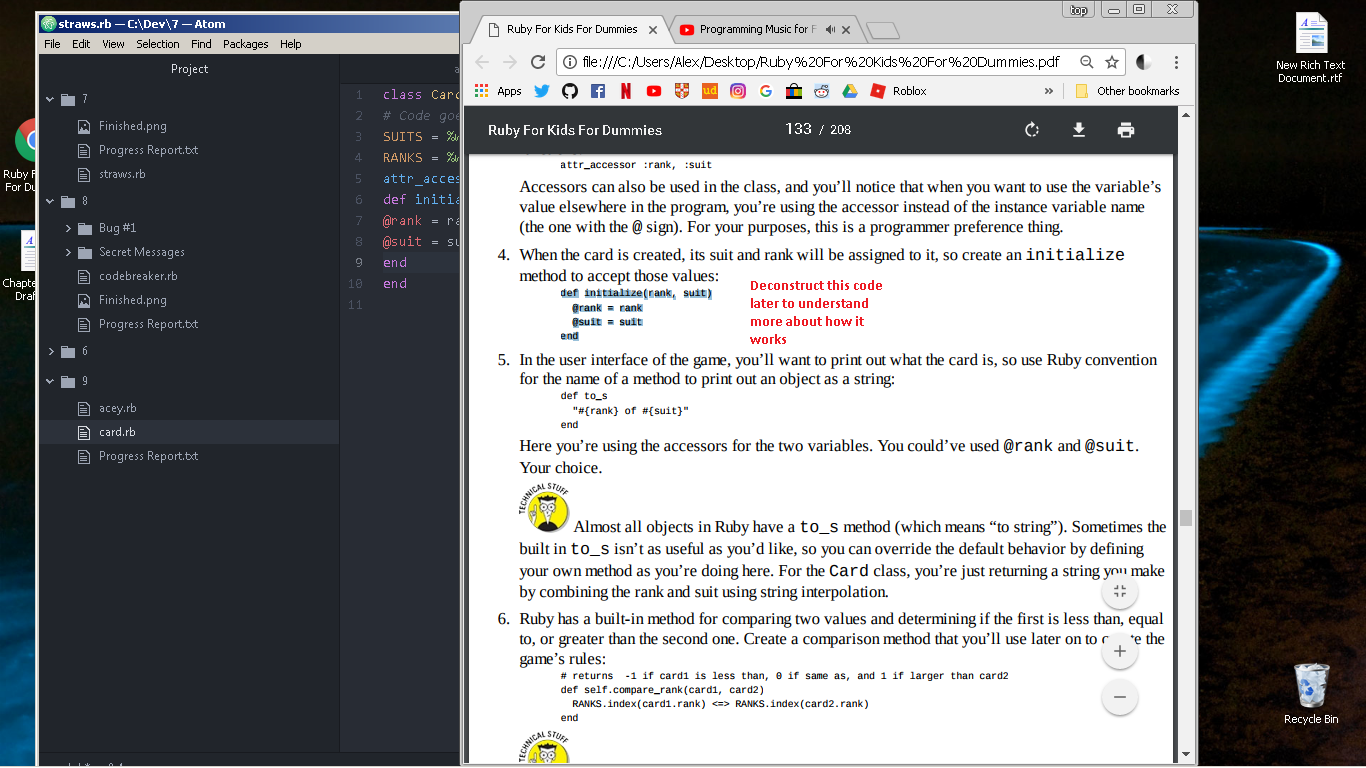 straws.rb — C:\Dev\7 — Atom
File Edit View Selection Find Packages Help
Project
7
Finished.png
Progress Report.txt
straws.rb
8
Bug #1
Secret Messages
codebreaker.rb
Finished.png
Progress Report.txt
6
9
acey.rb
card.rb
Progress Report.txt
1 class Card
2 # Code goe
3 SUITS = %w
4 RANKS = %w
5 attr_acces
6 def initia
7 @rank = ra
8 @suit = su
9 end
10 end
11
top
Ruby For Kids For Dummies
Programming Music for F
file:///C:/Users/Alex/Desktop/Ruby%20For%20Kids%20For%20Dummies.pdf
Apps
ud
Roblox
»
Other bookmarks
Ruby For Kids For Dummies
133 / 208
attr_accessor :rank, :suit
Accessors can also be used in the class, and you’ll notice that when you want to use the variable’s
value elsewhere in the program, you’re using the accessor instead of the instance variable name
(the one with the @ sign). For your purposes, this is a programmer preference thing.
4. When the card is created, its suit and rank will be assigned to it, so create an initialize
method to accept those values:
def initialize(rank, suit)
@rank = rank
@suit = suit
end
Deconstruct this code
later to understand
more about how it
works
5. In the user interface of the game, you’ll want to print out what the card is, so use Ruby convention
for the name of a method to print out an object as a string:
def to_s
"#{rank} of #{suit}"
end
Here you’re using the accessors for the two variables. You could’ve used @rank and @suit.
Your choice.
TECHNICAL STUFF
Almost all objects in Ruby have a to_s method (which means “to string”). Sometimes the
built in to_s isn’t as useful as you’d like, so you can override the default behavior by defining
your own method as you’re doing here. For the Card class, you’re just returning a string you make
by combining the rank and suit using string interpolation.
6. Ruby has a built-in method for comparing two values and determining if the first is less than, equal
to, or greater than the second one. Create a comparison method that you’ll use later on to create the
game’s rules:
# returns -1 if card1 is less than, 0 if same as, and 1 if larger than card2
def self.compare_rank(card1, card2)
RANKS.index(card1.rank) <=> RANKS.index(card2.rank)
end
TECHNICAL STUFF
Ruby F
For Du
Chapte
Draf
New Rich Text
Document.rtf
Recycle Bin